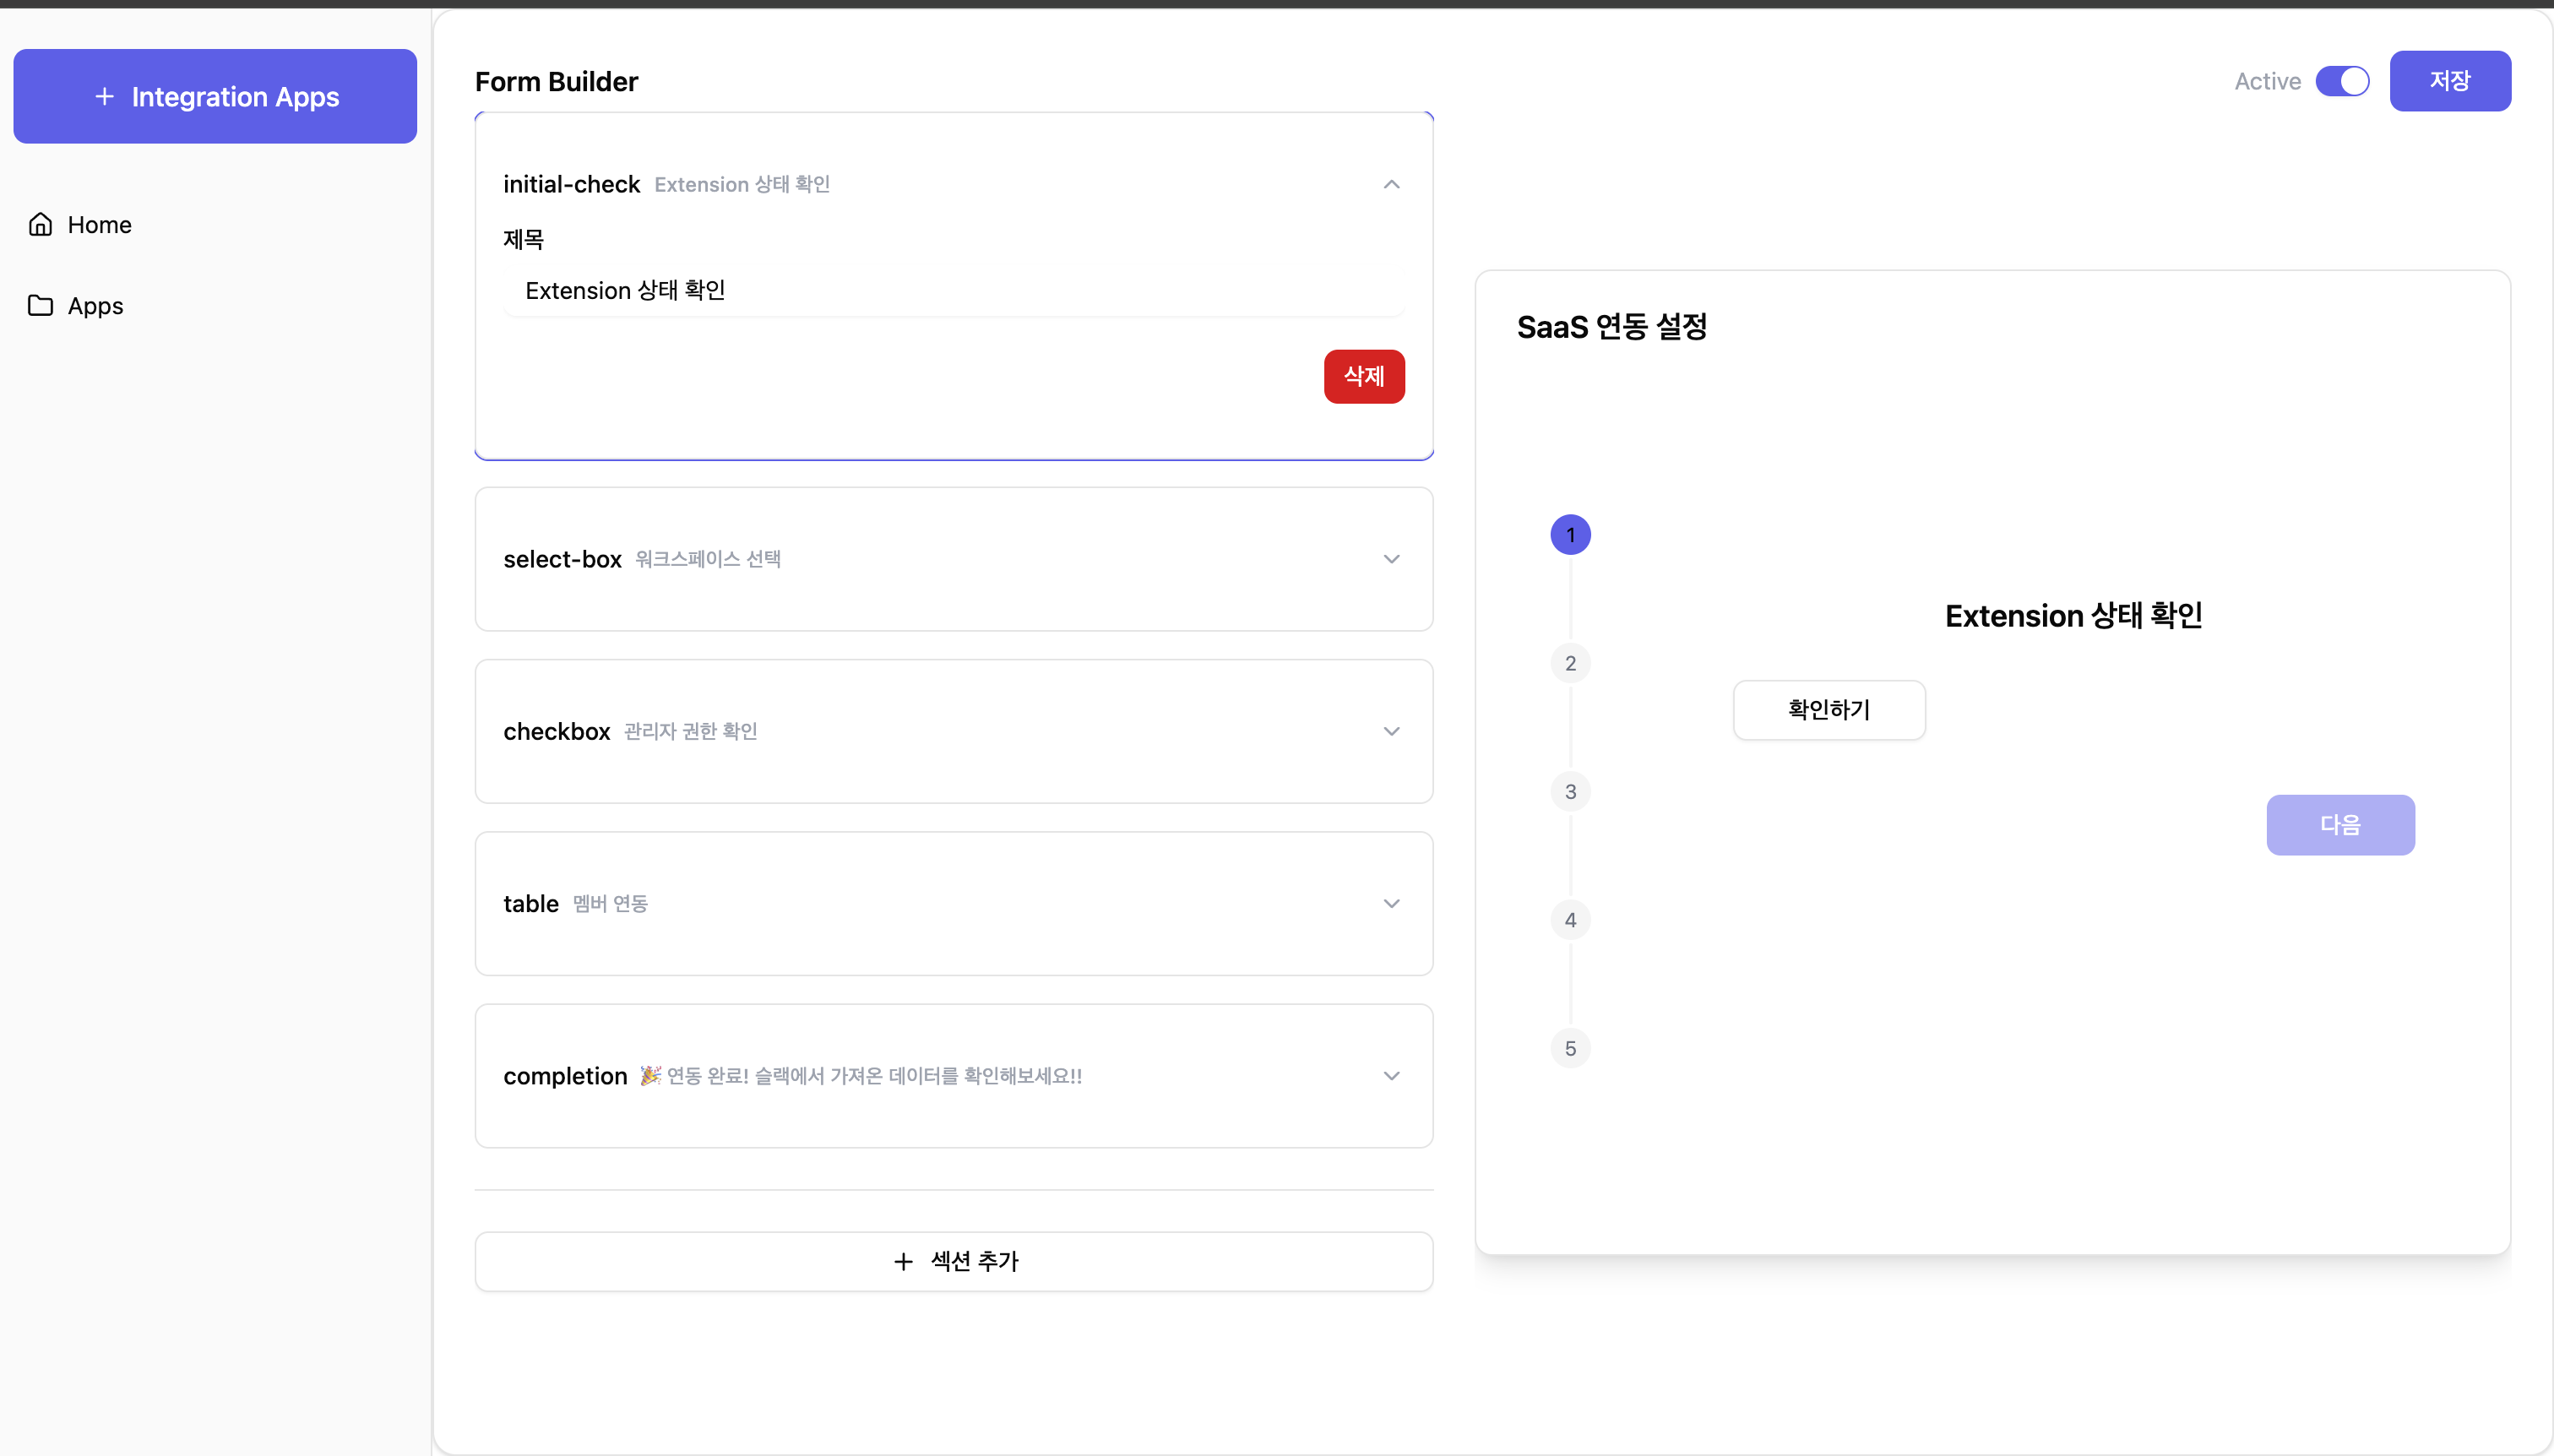 Integration Apps
Home
Apps
Form Builder
Active
저장
initial-check Extension 상태 확인
제목
Extension 상태 확인
삭제
select-box 워크스페이스 선택
checkbox 관리자 권한 확인
table 멤버 연동
completion 🎉 연동 완료! 슬랙에서 가져온 데이터를 확인해보세요!!
+ 섹션 추가
SaaS 연동 설정
1
Extension 상태 확인
2
확인하기
3
다음
4
5